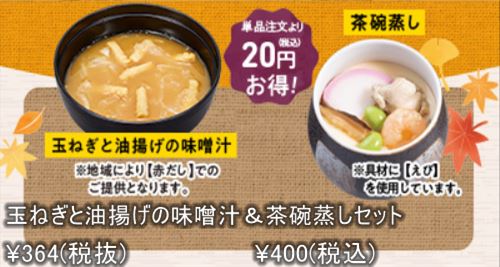 単品注文より
(税込)
20円
お得!
茶碗蒸し
玉ねぎと油揚げの味噌汁
※地域により【赤だし】での
ご提供となります。
※具材に【えび】
を使用しています。
玉ねぎと油揚げの味噌汁＆茶碗蒸しセット
¥364(税抜) ¥400(税込)